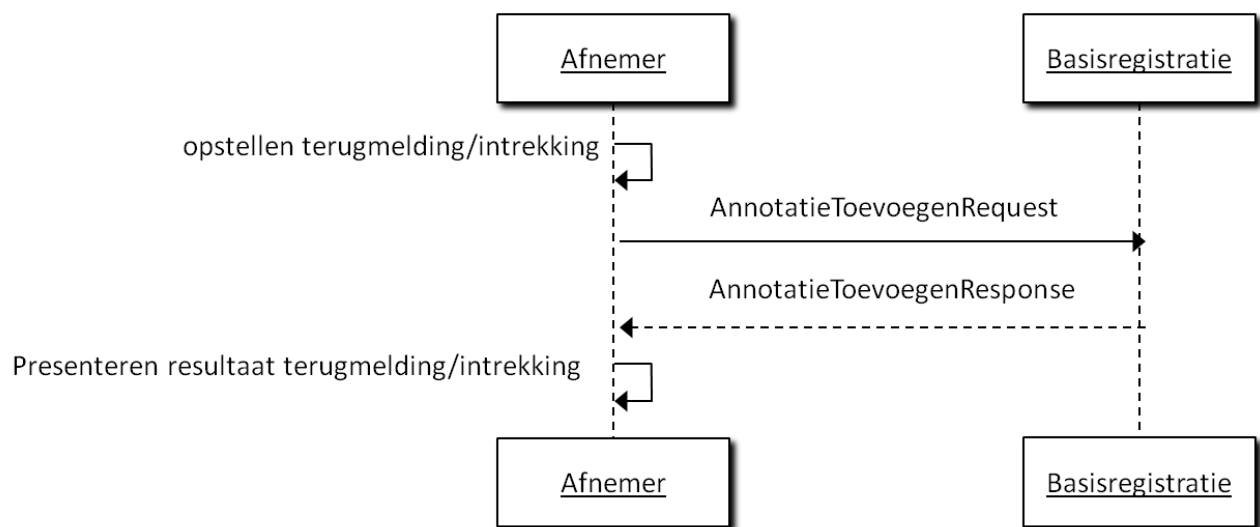 Afnemer
Basisregistratie
opstellen terugmelding/intrekking
AnnotatieToevoegenRequest
AnnotatieToevoegenResponse
Presenteren resultaat terugmelding/intrekking
Afnemer
Basisregistratie